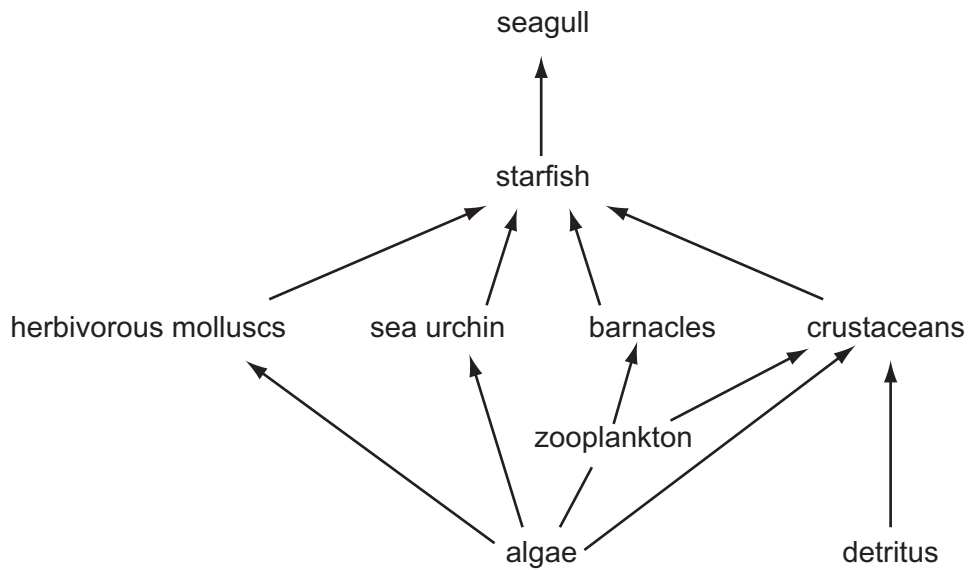 seagull
starfish
herbivorous molluscs
sea urchin
barnacles
crustaceans
zooplankton
algae
detritus